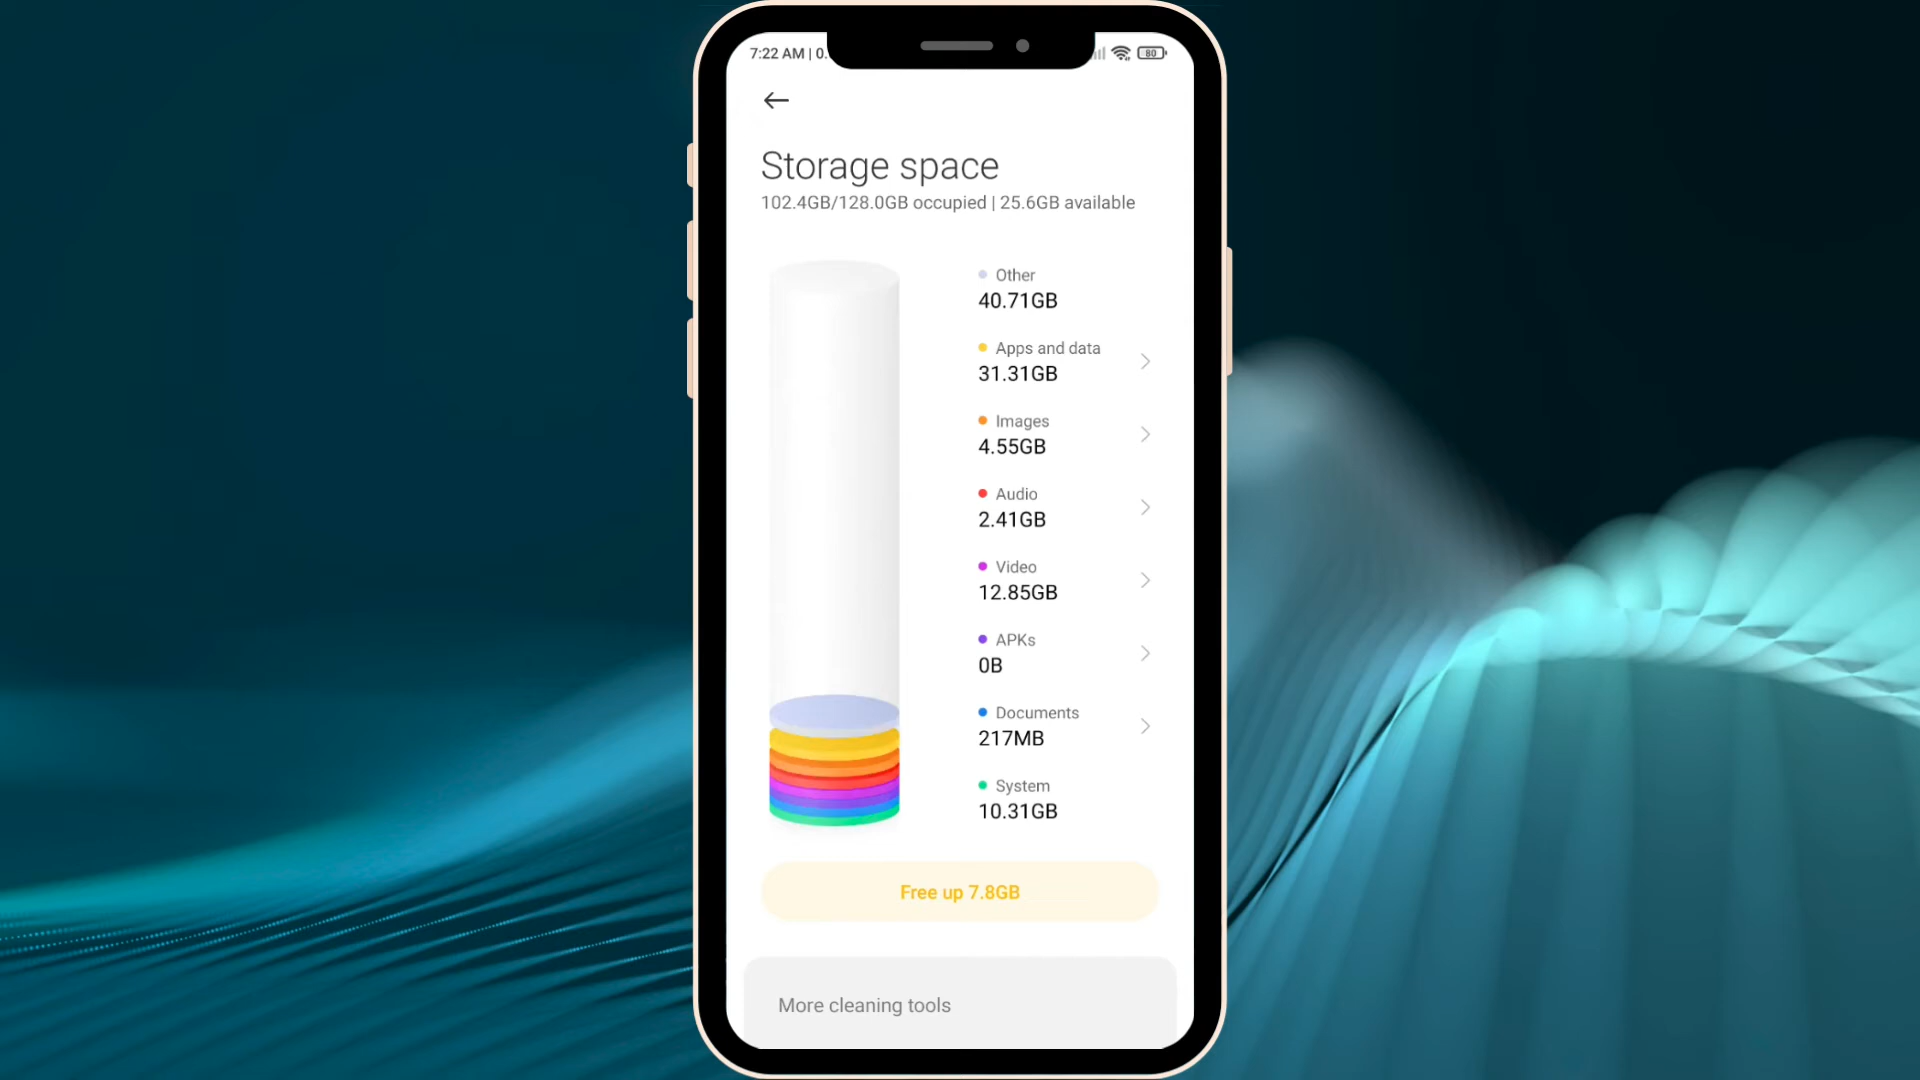 7:22 AM | 0.
80
Storage space
102.4GB/128.0GB occupied | 25.6GB available
Other
40.71GB
Apps and data
31.31GB
Images
4.55GB
Audio
2.41GB
Video
12.85GB
APKs
0B
Documents
217MB
System
10.31GB
Free up 7.8GB
More cleaning tools